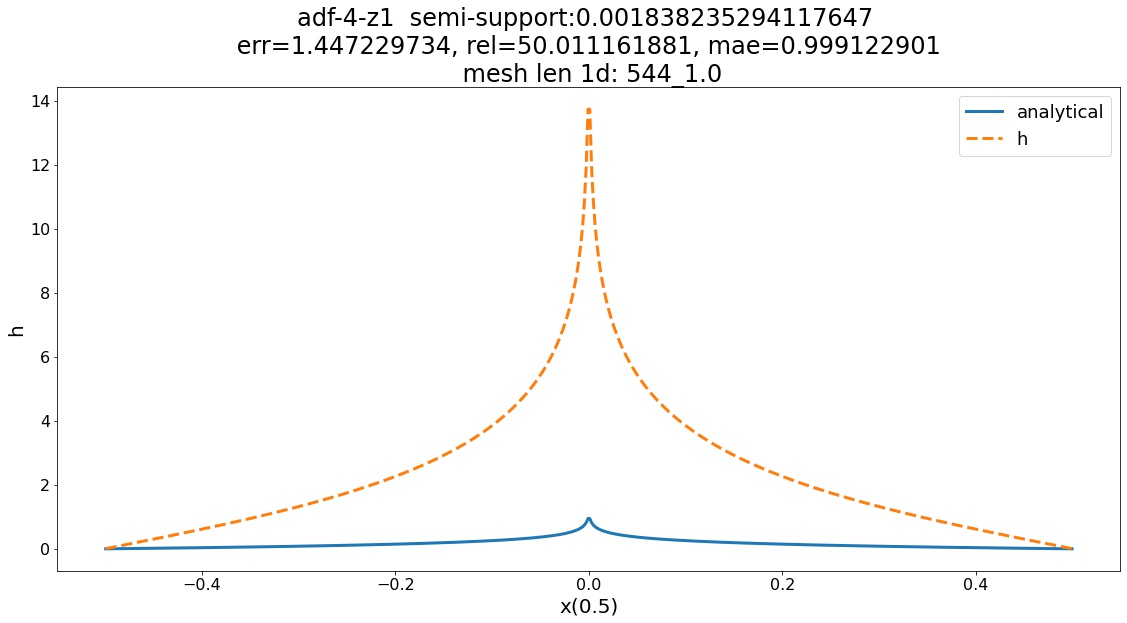 adf-4-z1  semi-support:0.001838235294117647
err=1.447229734, rel=50.011161881, mae=0.999122901
mesh len 1d: 544_1.0
analytical
h
14
12
10
8
6
4
2
0
h
−0.4
−0.2
0.0
0.2
0.4
x(0.5)